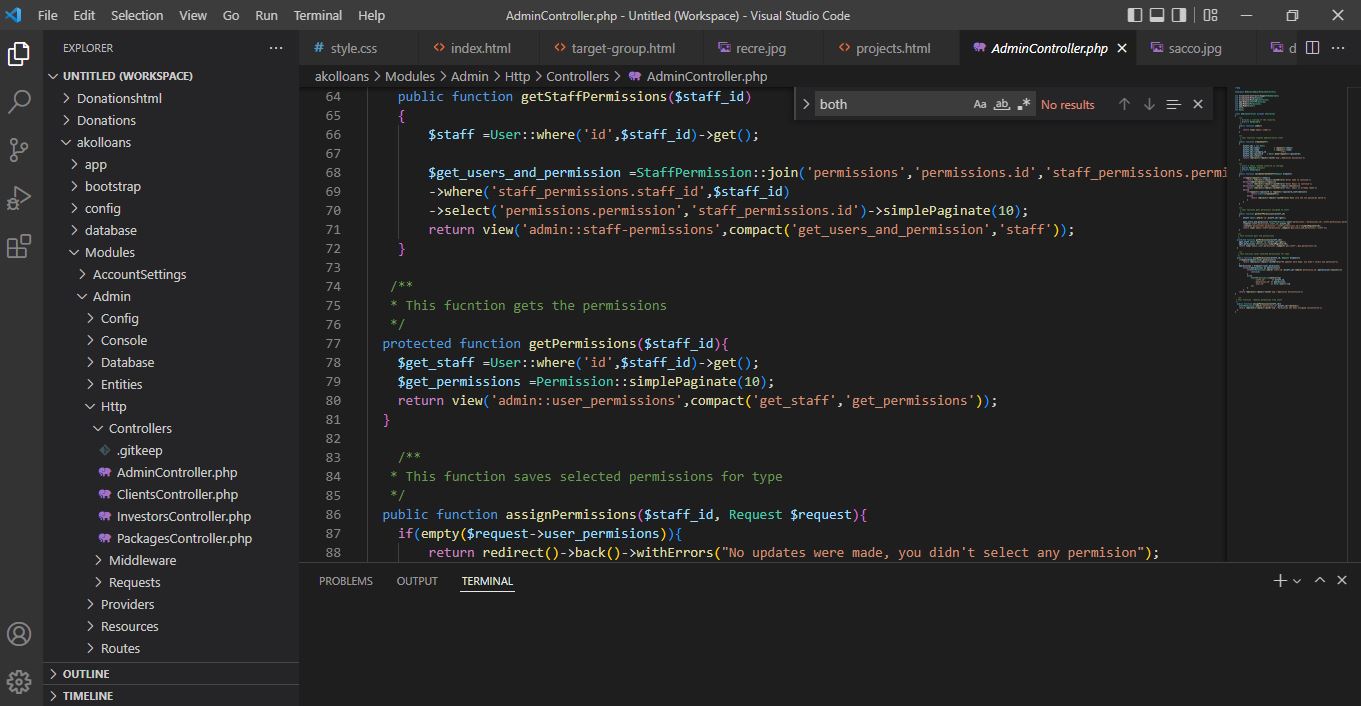 File Edit Selection View Go Run Terminal Help AdminController.php - Untitled (Workspace) - Visual Studio Code
EXPLORER
style.css index.html target-group.html recre.jpg projects.html AdminController.php sacco.jpg d
akolloans > Modules > Admin > Http > Controllers > AdminController.php
UNTITLED (WORKSPACE)
Donationshtml
Donations
akolloans
app
bootstrap
config
database
Modules
AccountSettings
Admin
Config
Console
Database
Entities
Http
Controllers
.gitkeep
AdminController.php
ClientsController.php
InvestorsController.php
PackagesController.php
Middleware
Requests
Providers
Resources
Routes
OUTLINE
TIMELINE
both Aa ab .* No results
64 public function getStaffPermissions($staff_id)
65 {
66 $staff =User::where('id',$staff_id)->get();
67
68 $get_users_and_permission =StaffPermission::join('permissions','permissions.id','staff_permissions.permi
69 ->where('staff_permissions.staff_id',$staff_id)
70 ->select('permissions.permission','staff_permissions.id')->simplePaginate(10);
71 return view('admin::staff-permissions',compact('get_users_and_permission','staff'));
72 }
73
74 /**
75 * This fucntion gets the permissions
76 */
77 protected function getPermissions($staff_id){
78 $get_staff =User::where('id',$staff_id)->get();
79 $get_permissions =Permission::simplePaginate(10);
80 return view('admin::user_permissions',compact('get_staff','get_permissions'));
81 }
82
83 /**
84 * This function saves selected permissions for type
85 */
86 public function assignPermissions($staff_id, Request $request){
87 if(empty($request->user_permisions)){
88 return redirect()->back()->withErrors("No updates were made, you didn't select any permision");
PROBLEMS OUTPUT TERMINAL